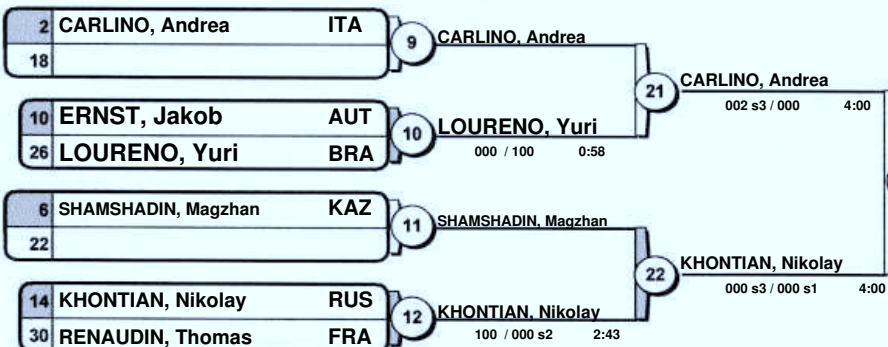 2 CARLINO, Andrea ITA
18
9
CARLINO, Andrea
10 ERNST, Jakob AUT
26 LOURENO, Yuri BRA
10
LOURENO, Yuri
000 / 100 0:58
21
CARLINO, Andrea
002 s3 / 000 4:00
6 SHAMSHADIN, Magzhan KAZ
22
11
SHAMSHADIN, Magzhan
14 KHONTIAN, Nikolay RUS
30 RENAUDIN, Thomas FRA
12
KHONTIAN, Nikolay
100 / 000 s2 2:43
22
KHONTIAN, Nikolay
000 s3 / 000 s1 4:00